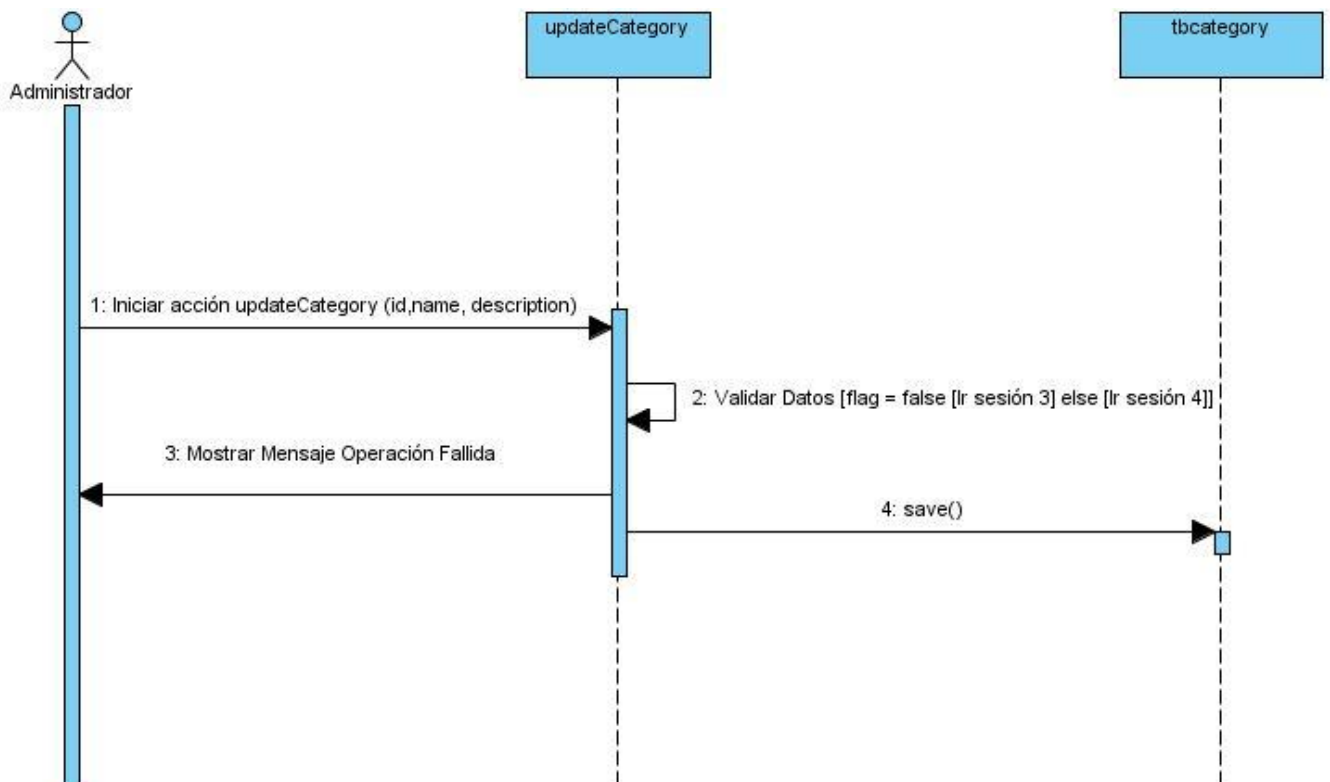 updateCategory
tbcategory
Administrador
1: Iniciar acción updateCategory (id,name, description)
2: Validar Datos [flag = false [Ir sesión 3] else [Ir sesión 4]]
3: Mostrar Mensaje Operación Fallida
4: save()